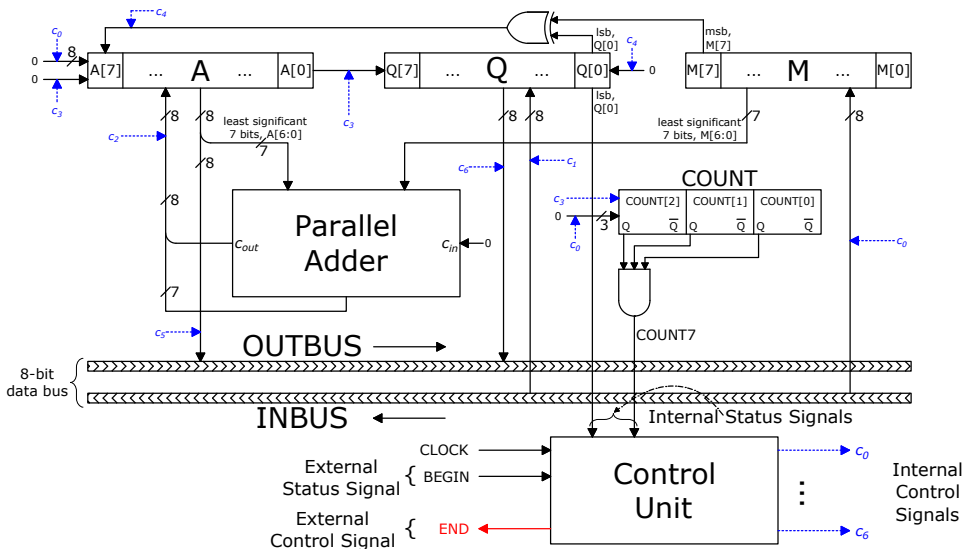 c4
lsb,
Q[0]
msb,
M[7]
c0
8
0
0
c3
A[7] ... A ... A[0]
c3
Q[7] ... Q ... Q[0]
c4
0
M[7] ... M ... M[0]
lsb,
Q[0]
8
8
least significant
7 bits, A[6:0]
7
8
8
least significant
7 bits, M[6:0]
7
8
c2
8
c6
c1
8
Parallel
Adder
cout
cin
0
7
c5
COUNT
c3
0
3
c0
COUNT[2] COUNT[1] COUNT[0]
Q Q̅ Q Q̅ Q Q̅
c0
COUNT7
OUTBUS
8-bit
data bus
INBUS
Internal Status Signals
CLOCK
External
Status Signal
{ BEGIN
External
Control Signal
{ END
Control
Unit
c0
⋮
c6
Internal
Control
Signals